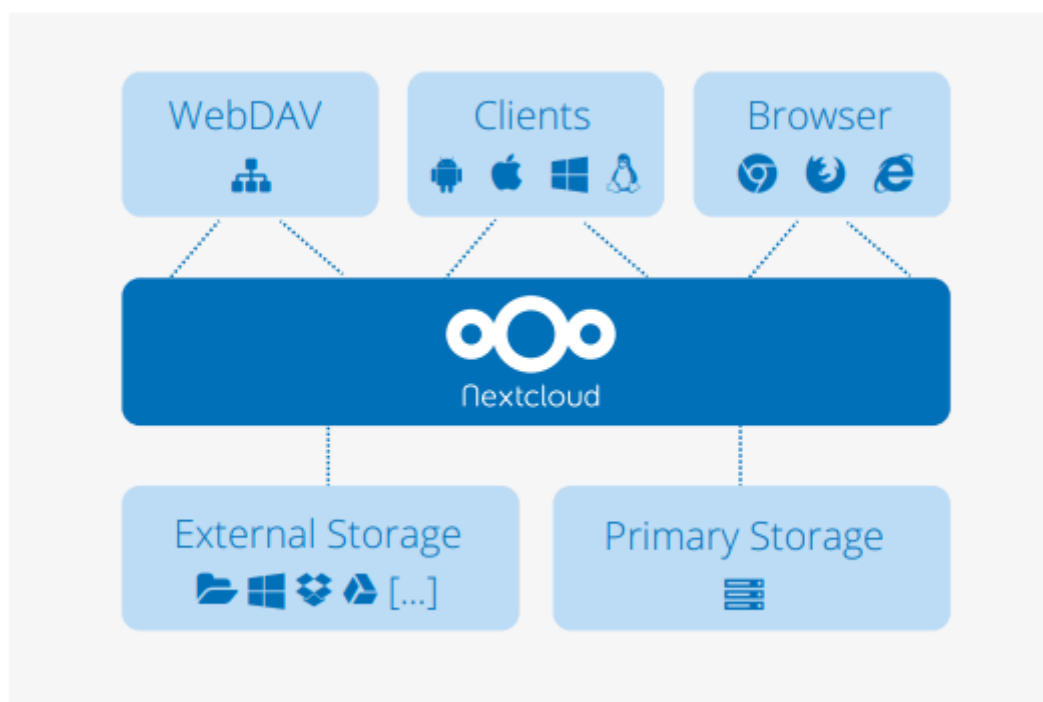 WebDAV
Clients
Browser
Nextcloud
External Storage
[...]
Primary Storage